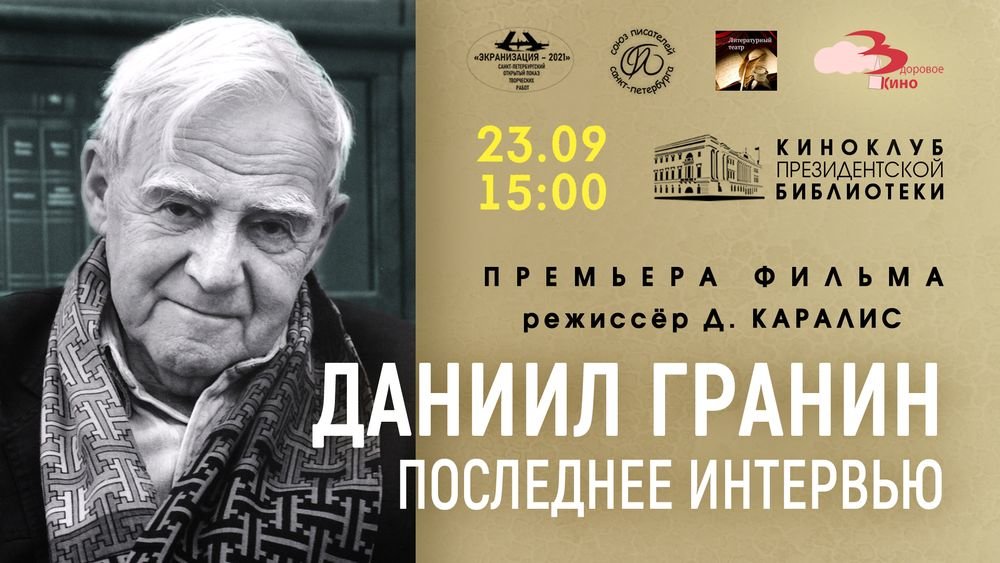 «ЭКРАНИЗАЦИЯ – 2021»
САНКТ-ПЕТЕРБУРГСКИЙ
ОТКРЫТЫЙ ПОКАЗ
ТВОРЧЕСКИХ
РАБОТ
СОЮЗ ПИСАТЕЛЕЙ
САНКТ-ПЕТЕРБУРГА
Литературный
театр
Здоровое
Кино
23.09
15:00
КИНОКЛУБ
ПРЕЗИДЕНТСКОЙ
БИБЛИОТЕКИ
ПРЕМЬЕРА ФИЛЬМА
режиссёр Д. КАРАЛИС
ДАНИИЛ ГРАНИН
ПОСЛЕДНЕЕ ИНТЕРВЬЮ